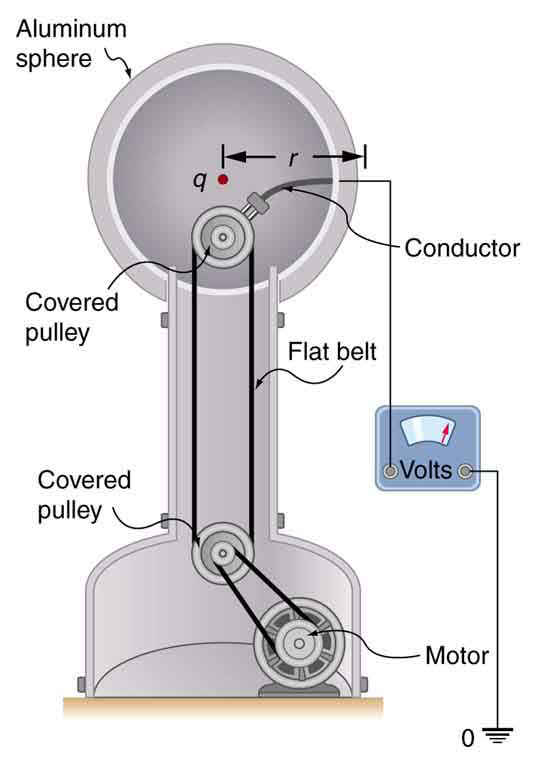 Aluminum
sphere
r
q
Conductor
Covered
pulley
Flat belt
Volts
Covered
pulley
Motor
0